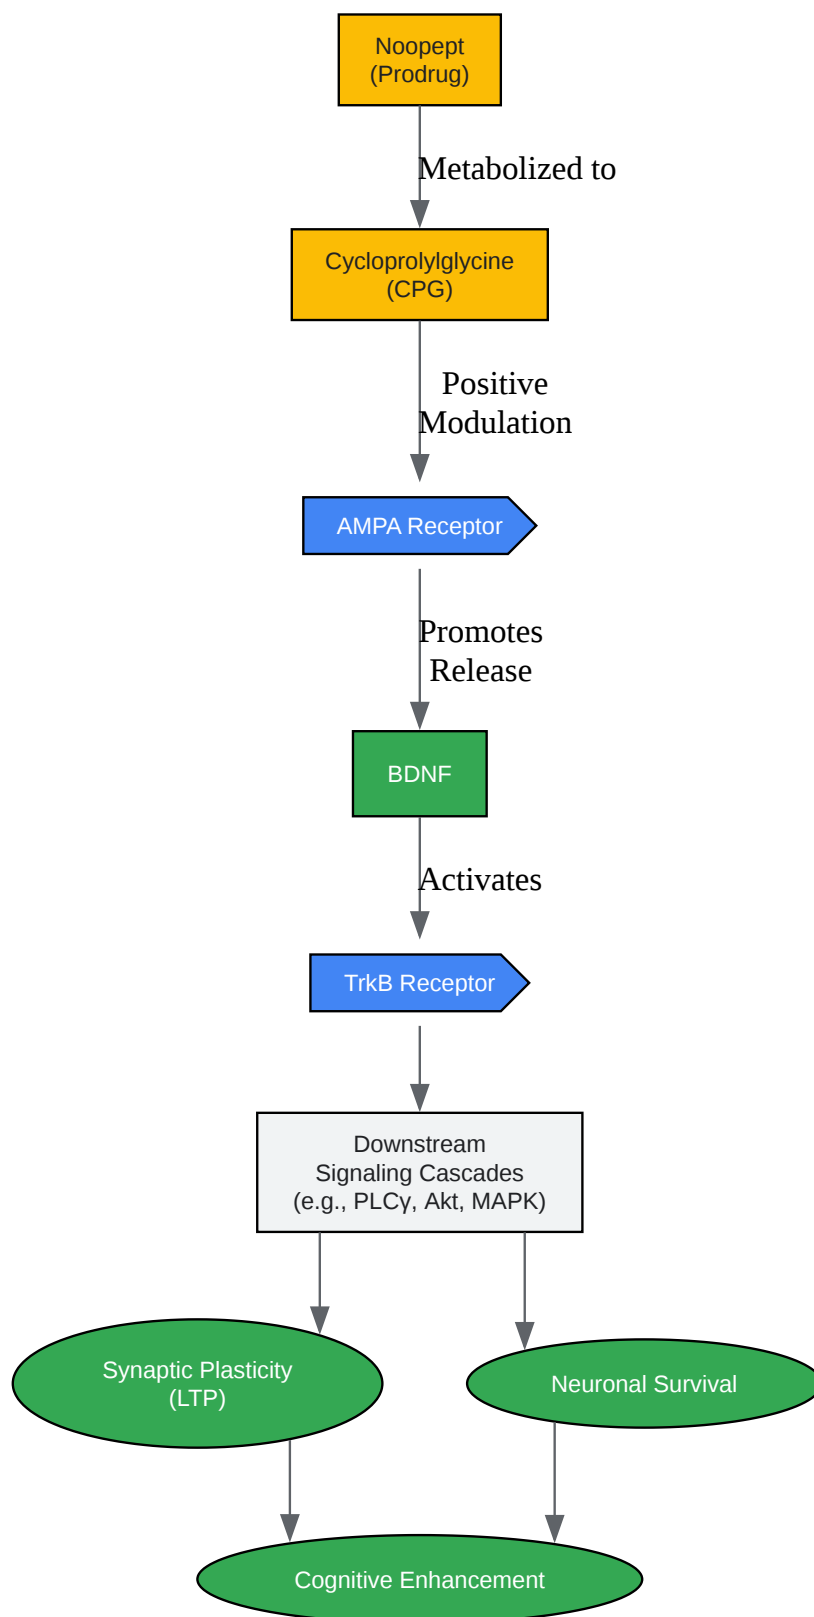 Noopept
(Prodrug)
Metabolized to
Cycloprolylglycine
(CPG)
Positive
Modulation
AMPA Receptor
Promotes
Release
BDNF
Activates
TrkB Receptor
Downstream
Signaling Cascades
(e.g., PLCγ, Akt, MAPK)
Synaptic Plasticity
(LTP)
Neuronal Survival
Cognitive Enhancement